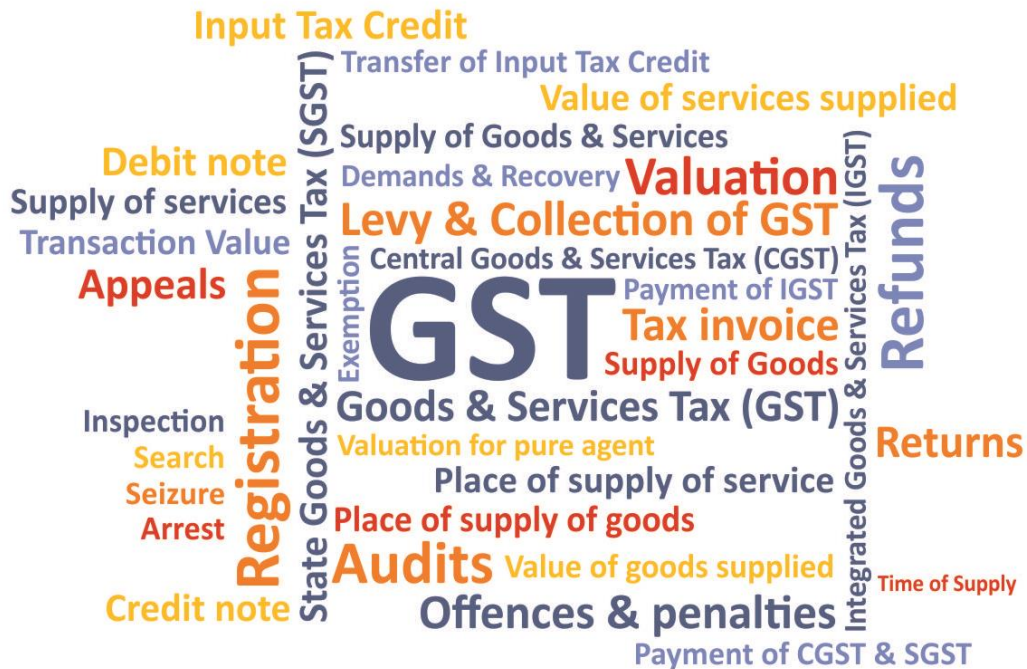 Input Tax Credit
Transfer of Input Tax Credit
Value of services supplied
State Goods & Services Tax (SGST)
Supply of Goods & Services
Debit note
Demands & Recovery
Valuation
Integrated Goods & Services Tax (IGST)
Refunds
Supply of services
Levy & Collection of GST
Transaction Value
Central Goods & Services Tax (CGST)
Appeals
Registration
Exemption
GST
Payment of IGST
Tax invoice
Supply of Goods
Goods & Services Tax (GST)
Inspection
Search
Seizure
Arrest
Valuation for pure agent
Returns
Place of supply of service
Place of supply of goods
Audits
Value of goods supplied
Time of Supply
Credit note
Offences & penalties
Payment of CGST & SGST